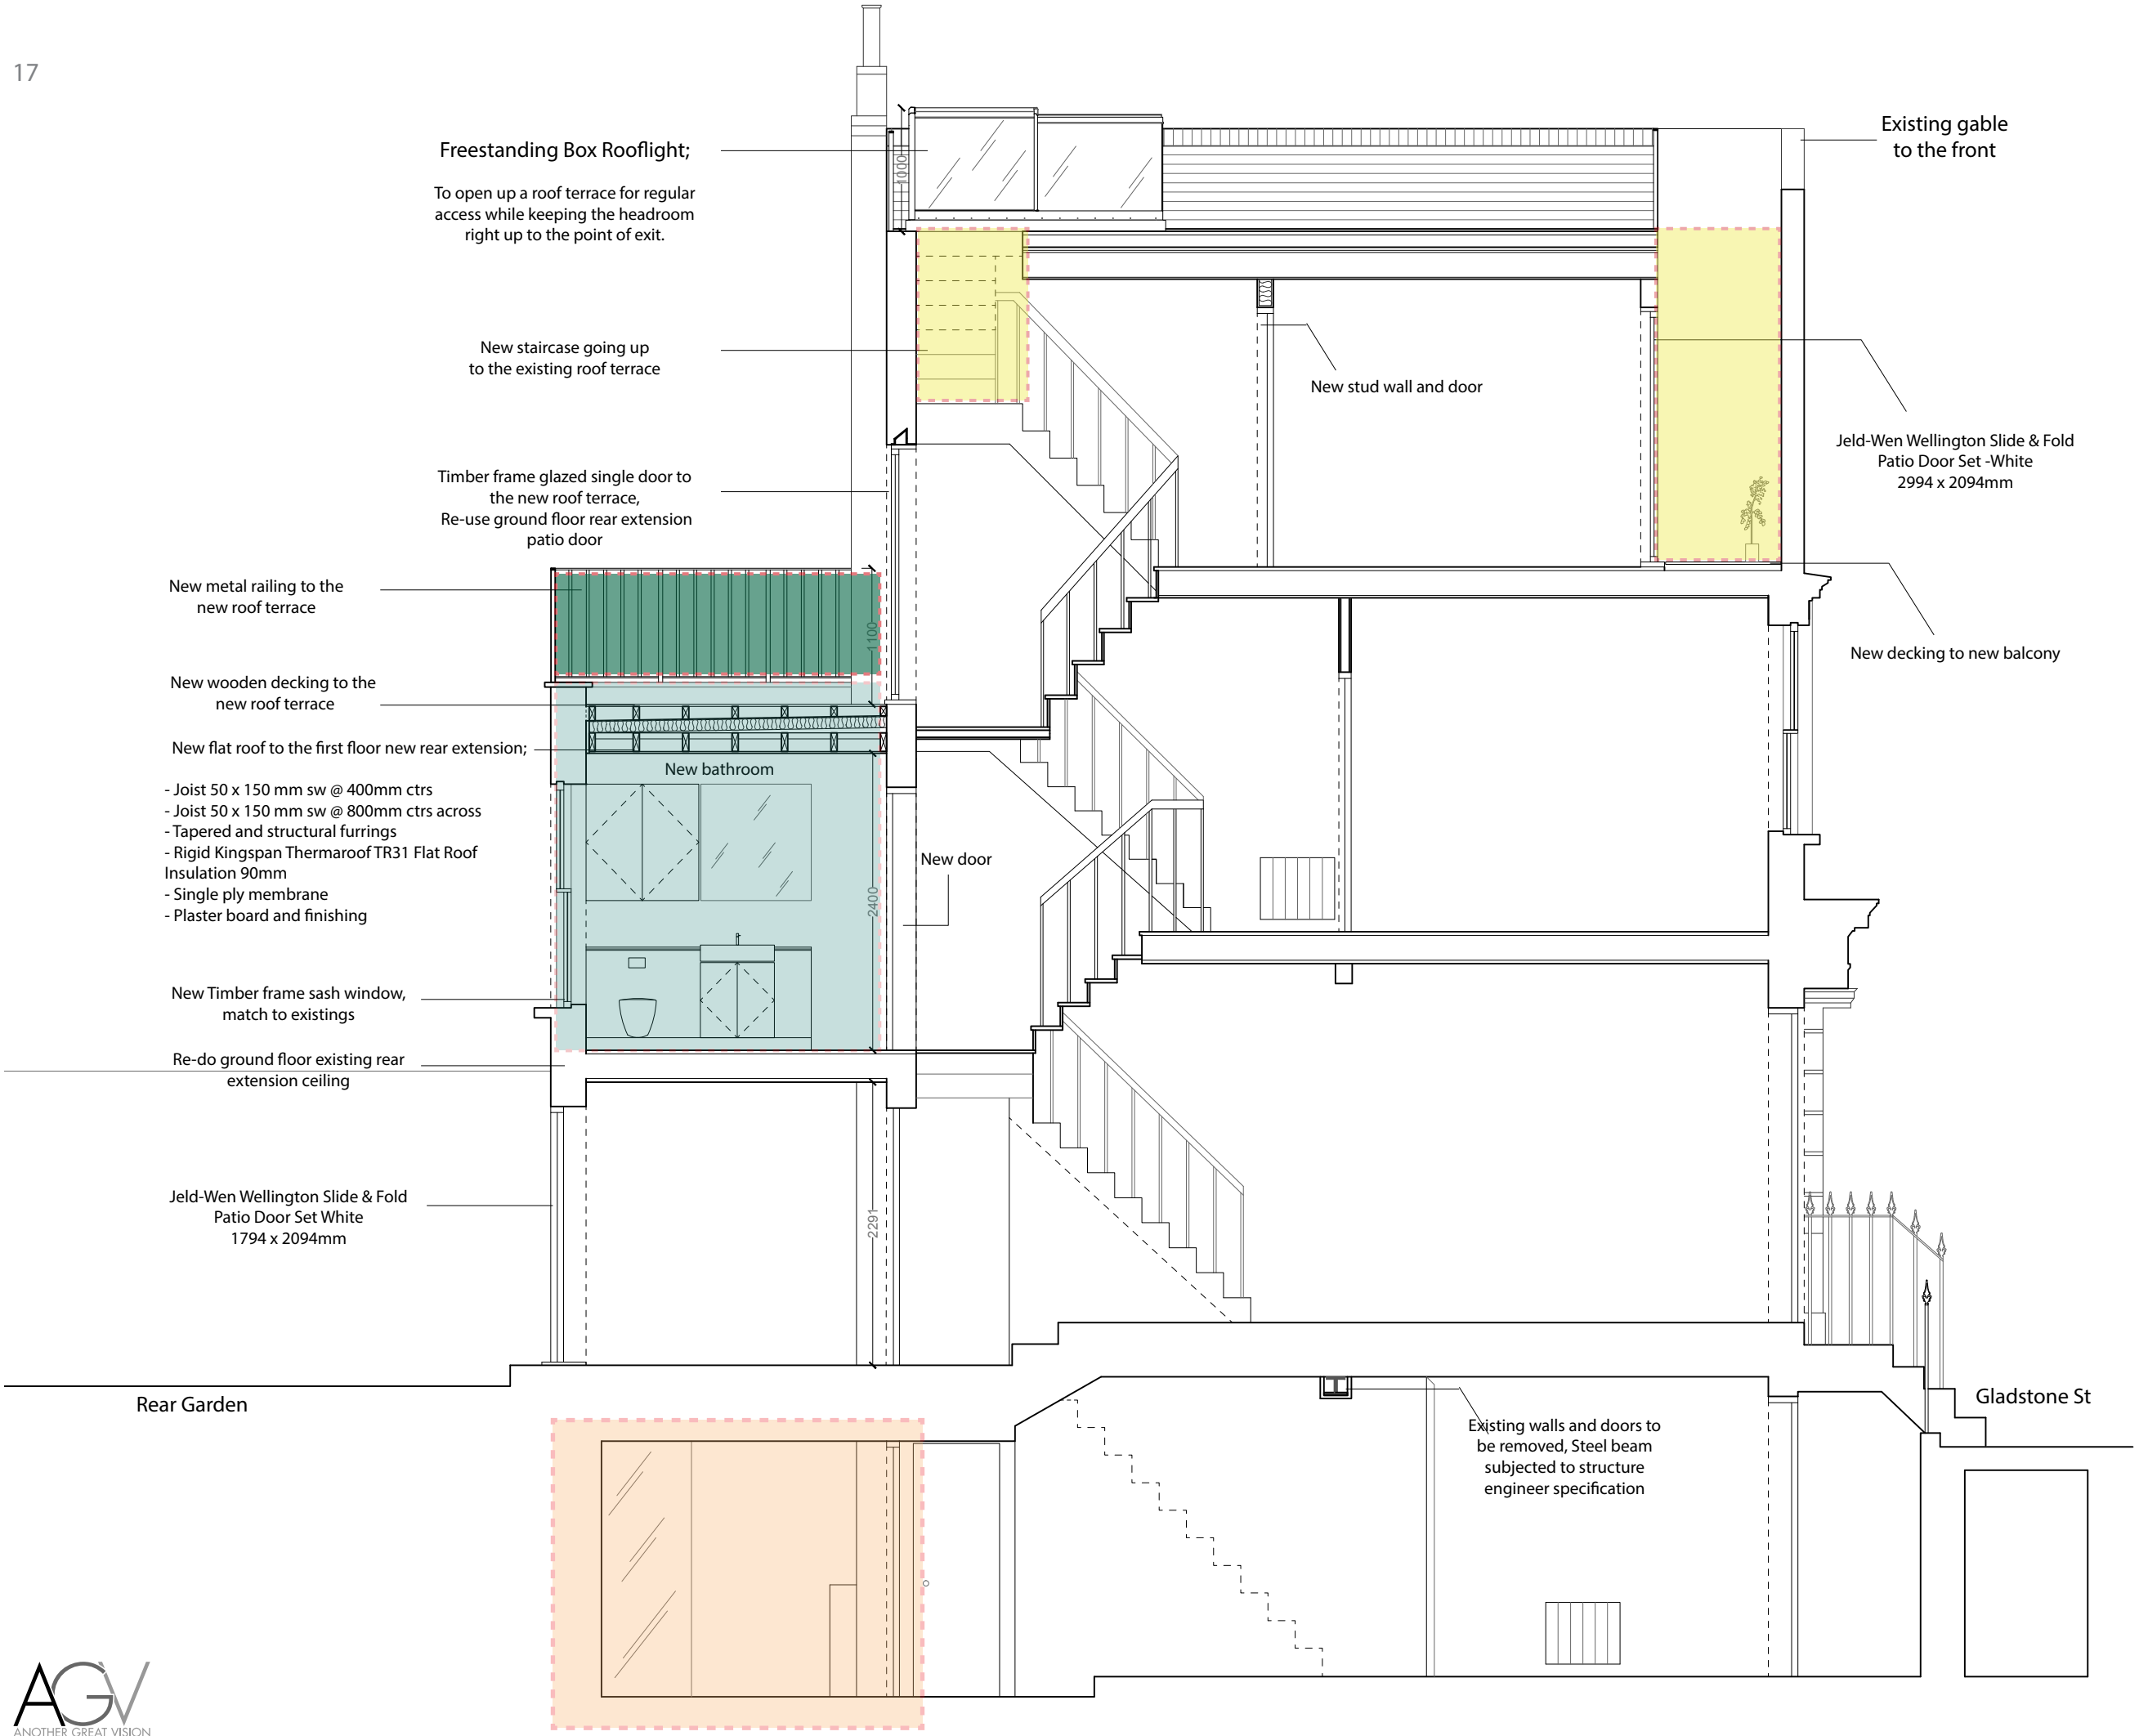 17
Freestanding Box Rooflight;
To open up a roof terrace for regular
access while keeping the headroom
right up to the point of exit.
1000
Existing gable
to the front
New staircase going up
to the existing roof terrace
New stud wall and door
Jeld-Wen Wellington Slide & Fold
Patio Door Set -White
2994 x 2094mm
Timber frame glazed single door to
the new roof terrace,
Re-use ground floor rear extension
patio door
New metal railing to the
new roof terrace
1100
New decking to new balcony
New wooden decking to the
new roof terrace
New flat roof to the first floor new rear extension;
- Joist 50 x 150 mm sw @ 400mm ctrs
- Joist 50 x 150 mm sw @ 800mm ctrs across
- Tapered and structural furrings
- Rigid Kingspan Thermaroof TR31 Flat Roof
Insulation 90mm
- Single ply membrane
- Plaster board and finishing
New bathroom
2400
New door
New Timber frame sash window,
match to existings
Re-do ground floor existing rear
extension ceiling
Jeld-Wen Wellington Slide & Fold
Patio Door Set White
1794 x 2094mm
2291
Rear Garden
Gladstone St
Existing walls and doors to
be removed, Steel beam
subjected to structure
engineer specification
AGV
ANOTHER GREAT VISION